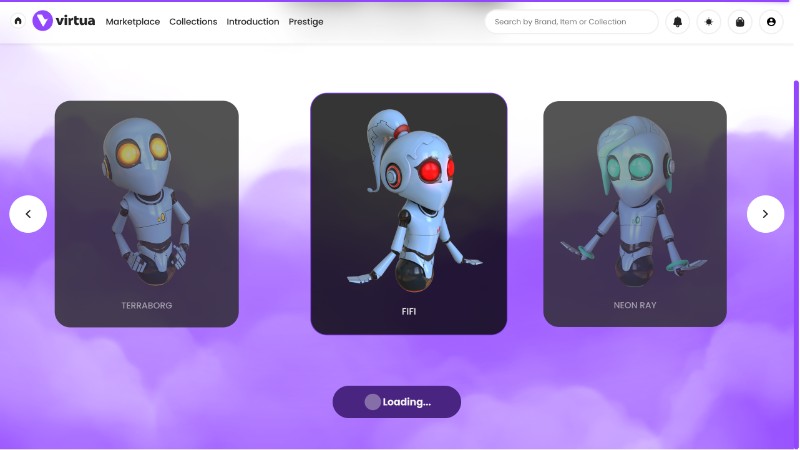 virtua Marketplace Collections Introduction Prestige Search by Brand, Item or Collection
TERRABORG
FIFI
NEON RAY
Loading...